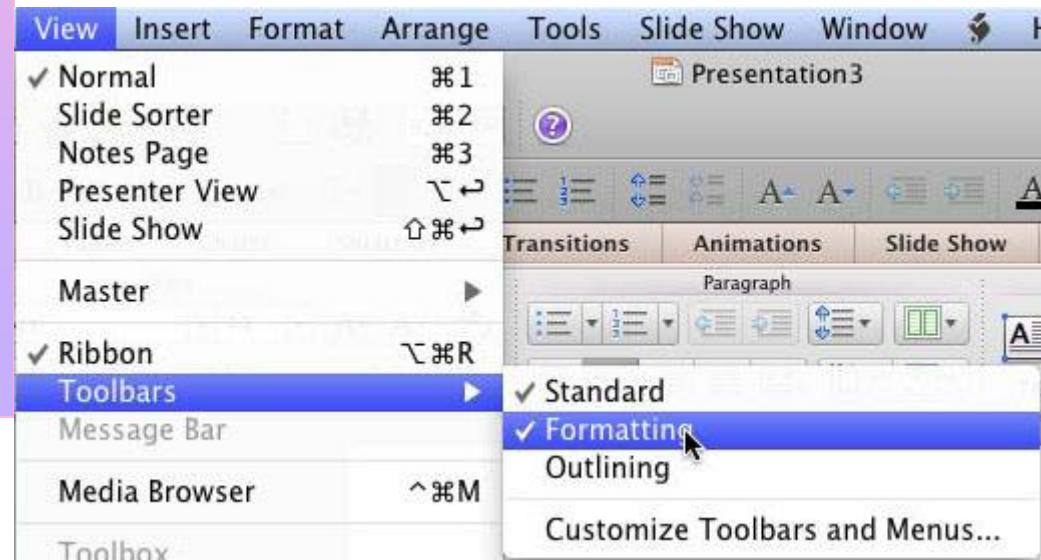 View Insert Format Arrange Tools Slide Show Window
Presentation3
✓ Normal ⌘1
Slide Sorter ⌘2
Notes Page ⌘3
Presenter View ⌥↩
Slide Show ⇧⌘↩
Transitions Animations Slide Show
Paragraph
Master ▶
✓ Ribbon ⌥⌘R
Toolbars ▶
✓ Standard
Message Bar
✓ Formatting
Outlining
Media Browser ^⌘M
Customize Toolbars and Menus...
Toolbox